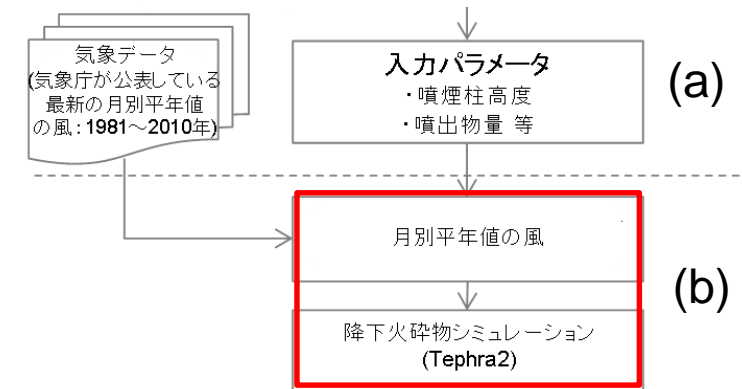 気象データ
(気象庁が公表している
最新の月別平年値
の風：1981～2010年)
入力パラメータ
・噴煙柱高度
・噴出物量 等
(a)
月別平年値の風
降下火砕物シミュレーション
(Tephra2)
(b)